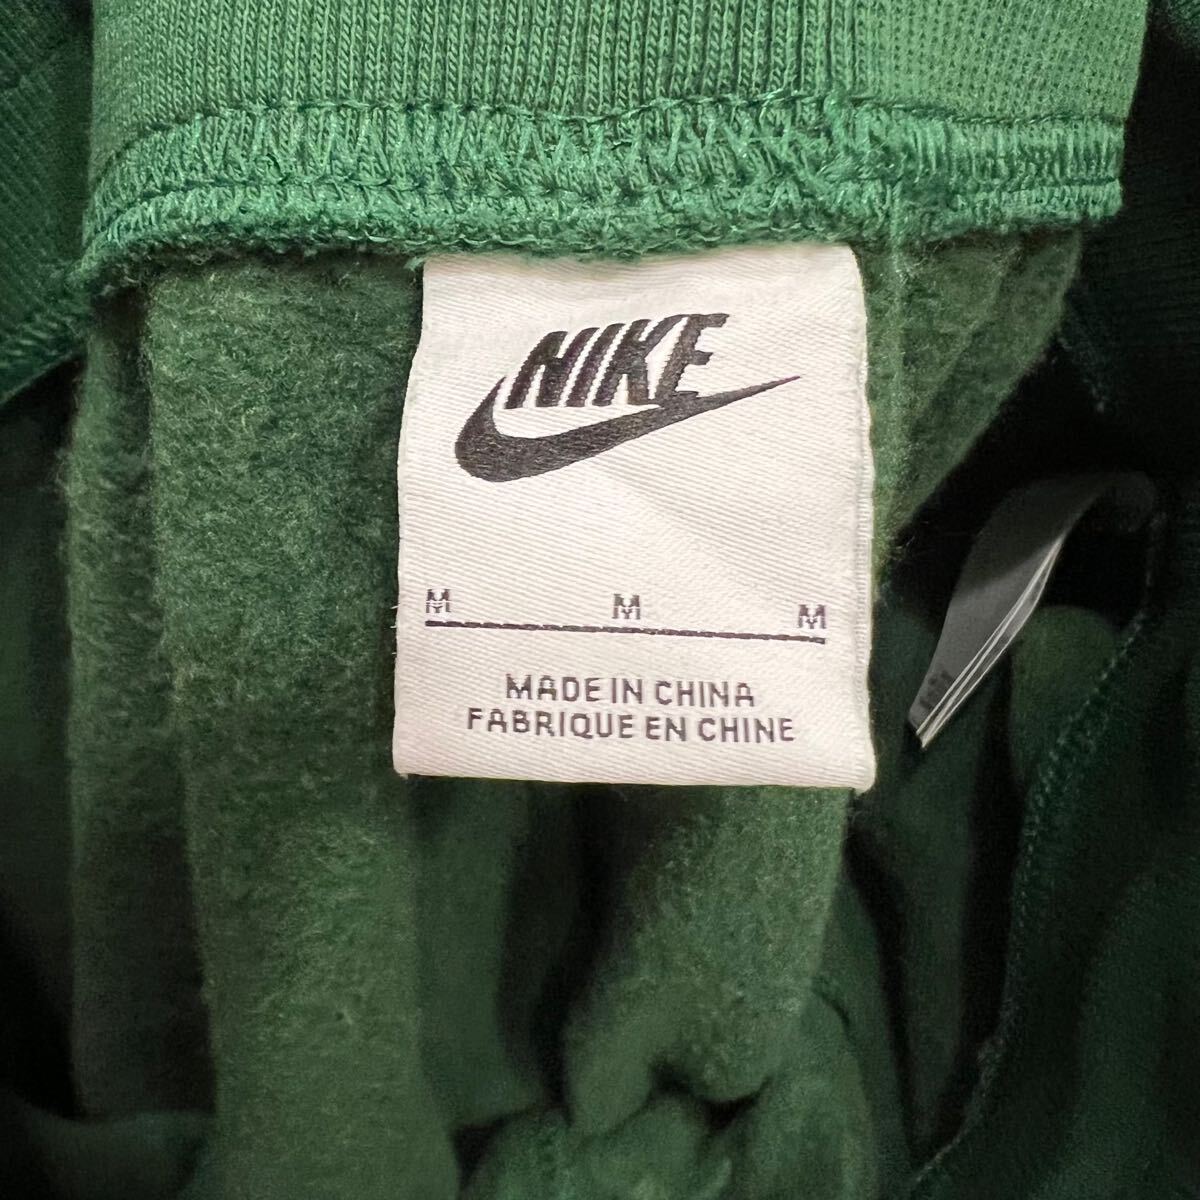 NIKE
M M M
MADE IN CHINA
FABRIQUE EN CHINE